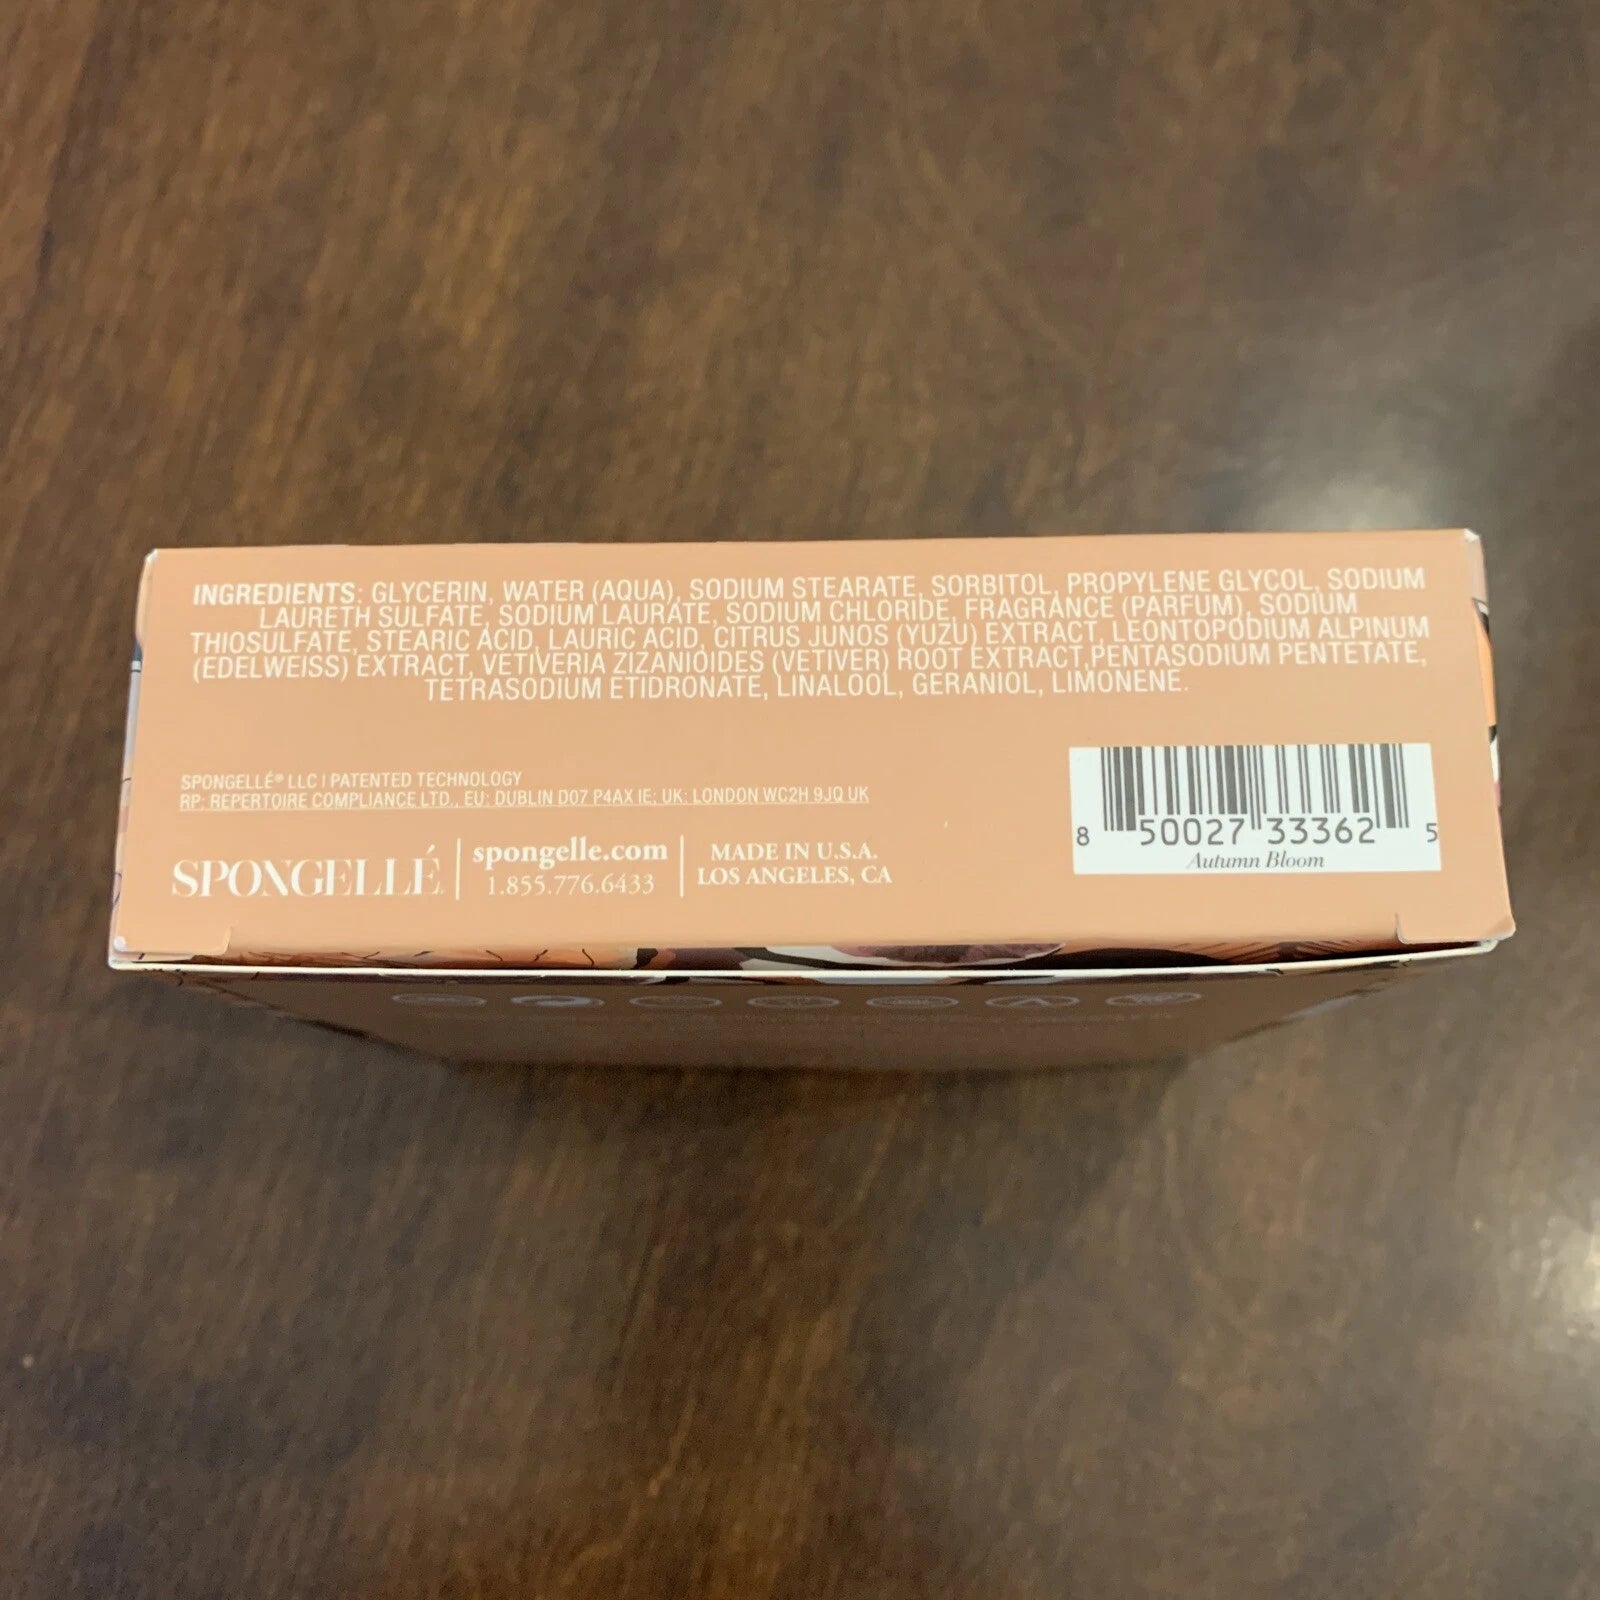 INGREDIENTS: GLYCERIN, WATER (AQUA), SODIUM STEARATE, SORBITOL, PROPYLENE GLYCOL, SODIUM
LAURETH SULFATE, SODIUM LAURATE, SODIUM CHLORIDE, FRAGRANCE (PARFUM), SODIUM
THIOSULFATE, STEARIC ACID, LAURIC ACID, CITRUS JUNOS (YUZU) EXTRACT, LEONTOPODIUM ALPINUM
(EDELWEISS) EXTRACT, VETIVERIA ZIZANIOIDES (VETIVER) ROOT EXTRACT,PENTASODIUM PENTETATE,
TETRASODIUM ETIDRONATE, LINALOOL, GERANIOL, LIMONENE.
SPONGELLÉ® LLC | PATENTED TECHNOLOGY
RP: REPERTOIRE COMPLIANCE LTD., EU: DUBLIN D07 P4AX IE; UK: LONDON WC2H 9JQ UK
SPONGELLÉ
spongelle.com
1.855.776.6433
MADE IN U.S.A.
LOS ANGELES, CA
8 50027 33362 5
Autumn Bloom